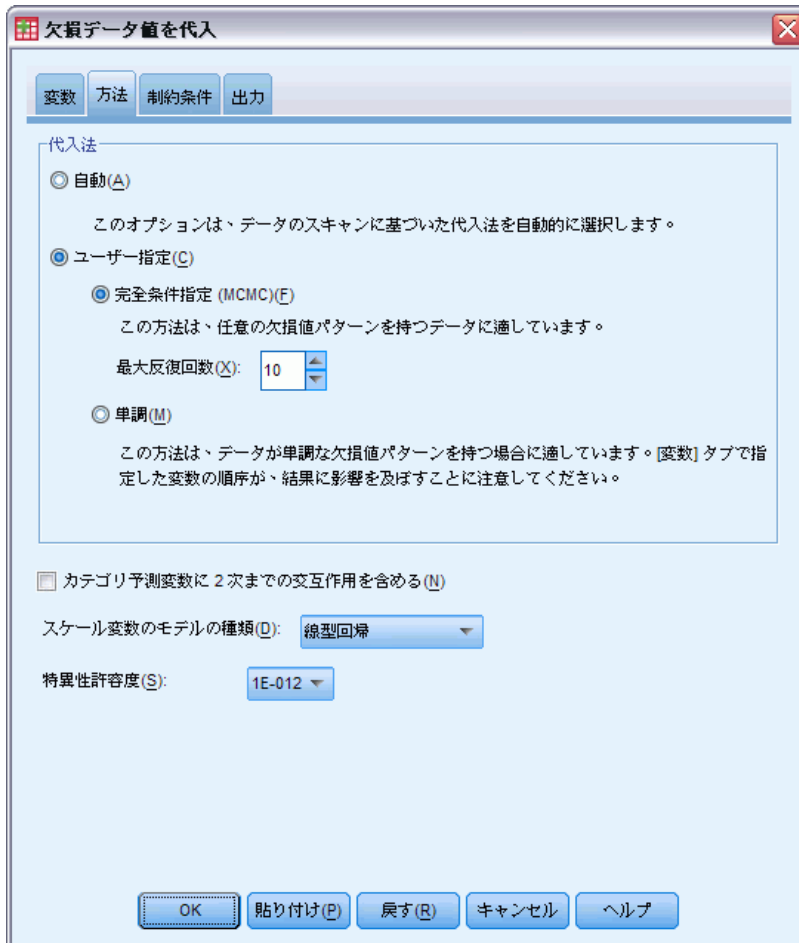 欠損データ値を代入
変数 方法 制約条件 出力
代入法
自動(A)
このオプションは、データのスキャンに基づいた代入法を自動的に選択します。
ユーザー指定(C)
完全条件指定 (MCMC)(F)
この方法は、任意の欠損値パターンを持つデータに適しています。
最大反復回数(X): 10
単調(M)
この方法は、データが単調な欠損値パターンを持つ場合に適しています。[変数] タブで指
定した変数の順序が、結果に影響を及ぼすことに注意してください。
カテゴリ予測変数に 2 次までの交互作用を含める(N)
スケール変数のモデルの種類(D): 線型回帰
特異性許容度(S): 1E-012
OK 貼り付け(P) 戻す(R) キャンセル ヘルプ